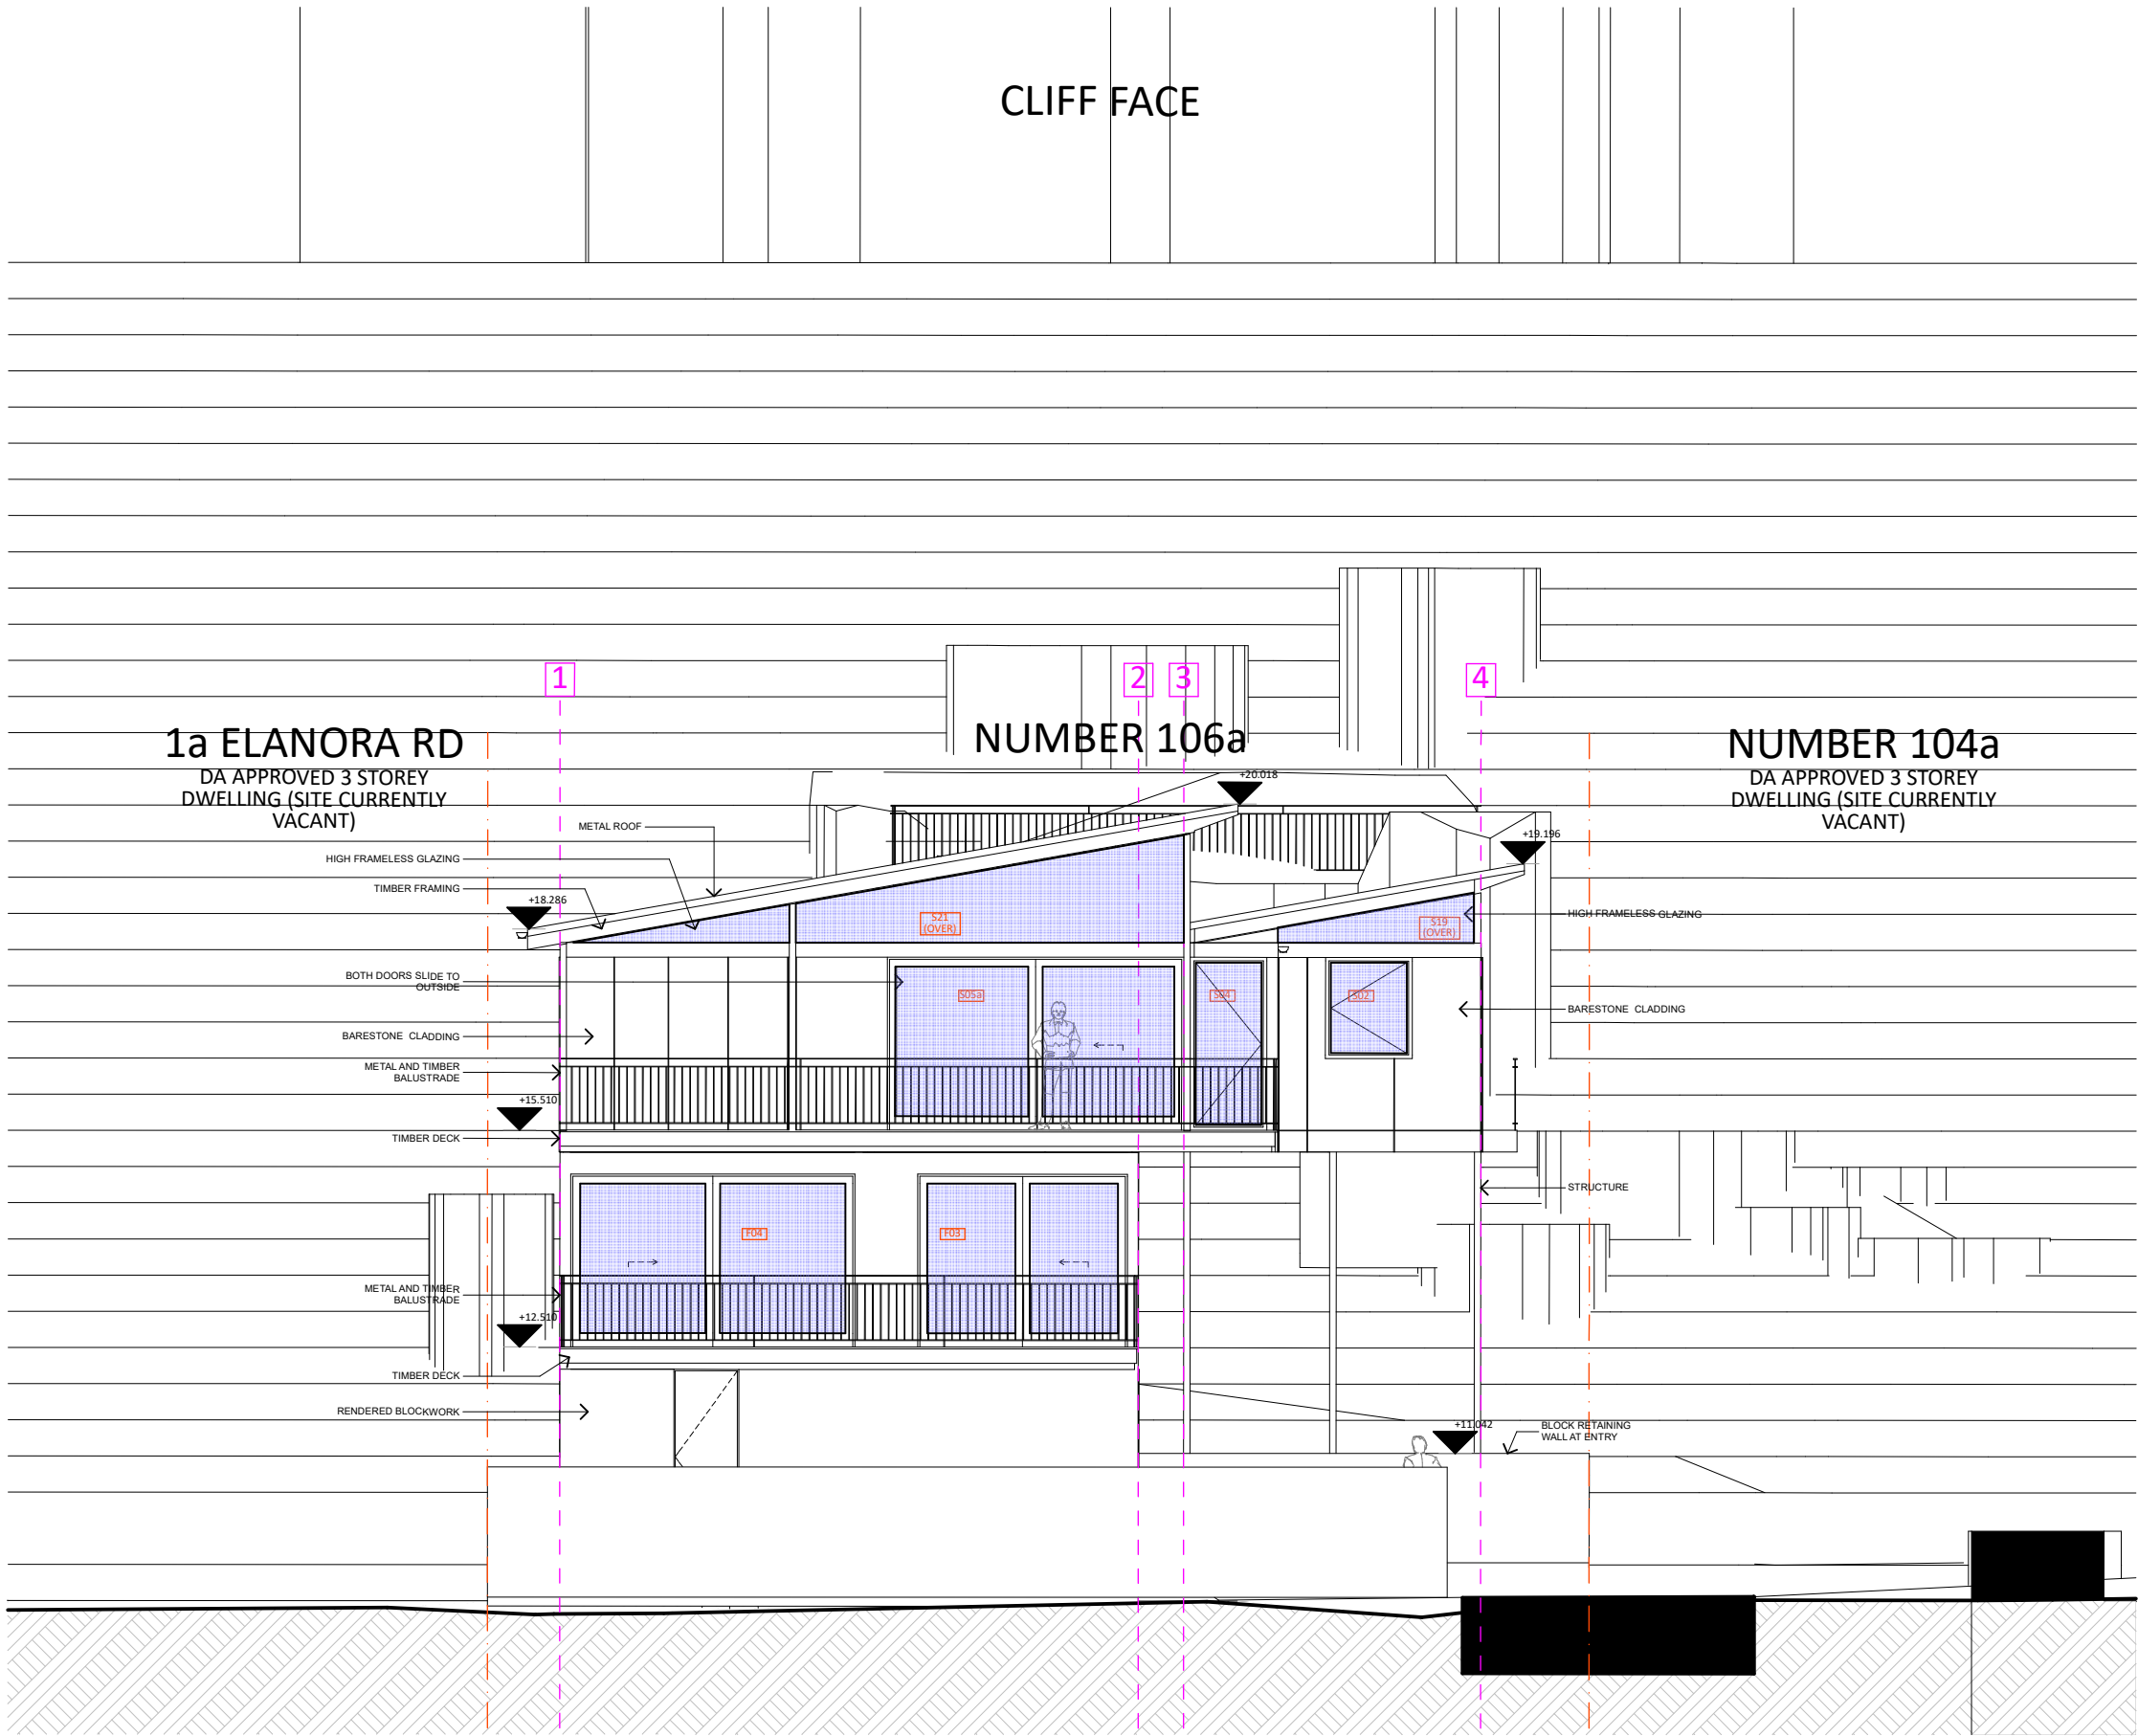 CLIFF FACE
1
2
3
4
1a ELANORA RD
DA APPROVED 3 STOREY
DWELLING (SITE CURRENTLY
VACANT)
NUMBER 106a
NUMBER 104a
DA APPROVED 3 STOREY
DWELLING (SITE CURRENTLY
VACANT)
+20.018
METAL ROOF
+19.196
HIGH FRAMELESS GLAZING
TIMBER FRAMING
+18.286
S21
(OVER)
S19
(OVER)
HIGH FRAMELESS GLAZING
BOTH DOORS SLIDE TO
OUTSIDE
S05a
S04
S02
BARESTONE CLADDING
BARESTONE CLADDING
METAL AND TIMBER
BALUSTRADE
+15.510
TIMBER DECK
STRUCTURE
F04
F03
METAL AND TIMBER
BALUSTRADE
+12.510
TIMBER DECK
RENDERED BLOCKWORK
+11.042
BLOCK RETAINING
WALL AT ENTRY